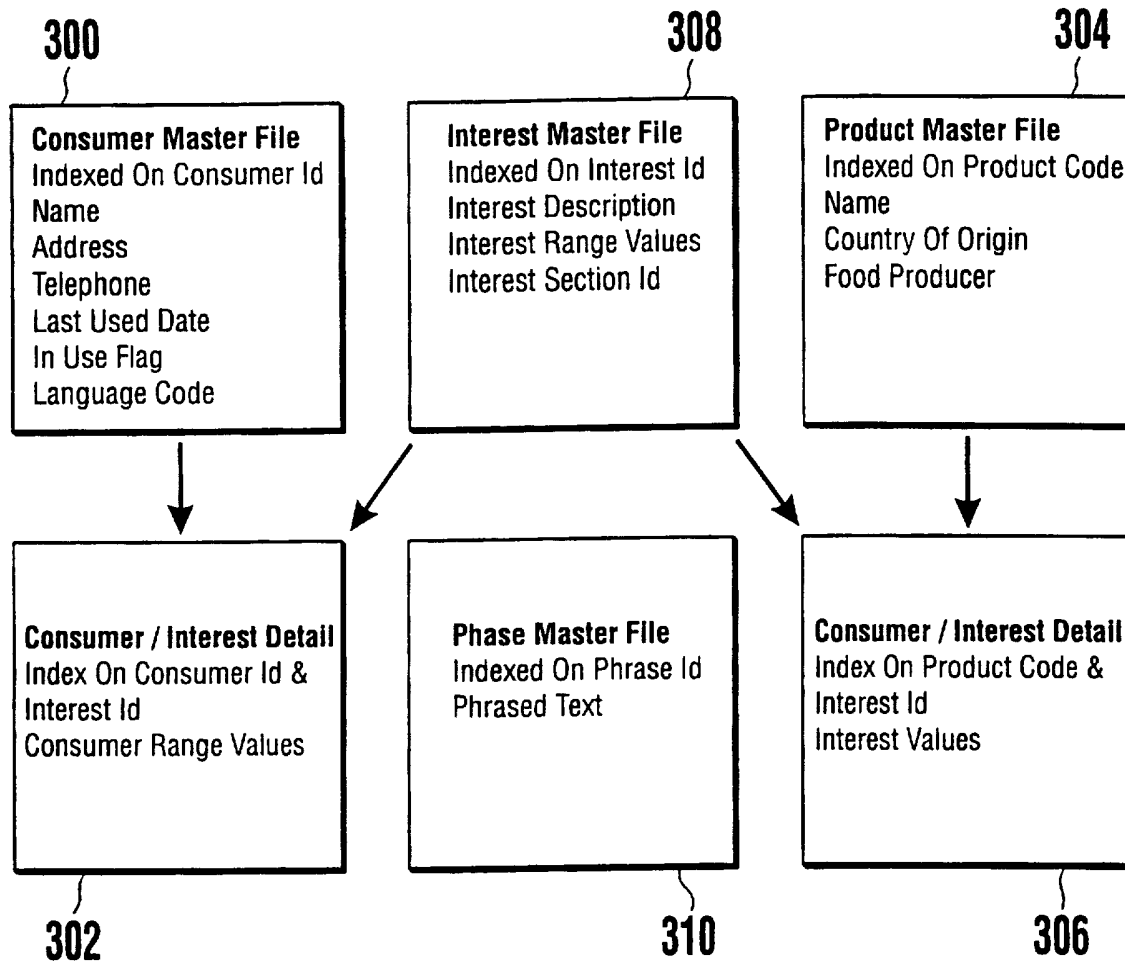 300
308
304
Consumer Master File
Indexed On Consumer Id
Name
Address
Telephone
Last Used Date
In Use Flag
Language Code
Interest Master File
Indexed On Interest Id
Interest Description
Interest Range Values
Interest Section Id
Product Master File
Indexed On Product Code
Name
Country Of Origin
Food Producer
Consumer / Interest Detail
Index On Consumer Id &
Interest Id
Consumer Range Values
Phase Master File
Indexed On Phrase Id
Phrased Text
Consumer / Interest Detail
Index On Product Code &
Interest Id
Interest Values
302
310
306